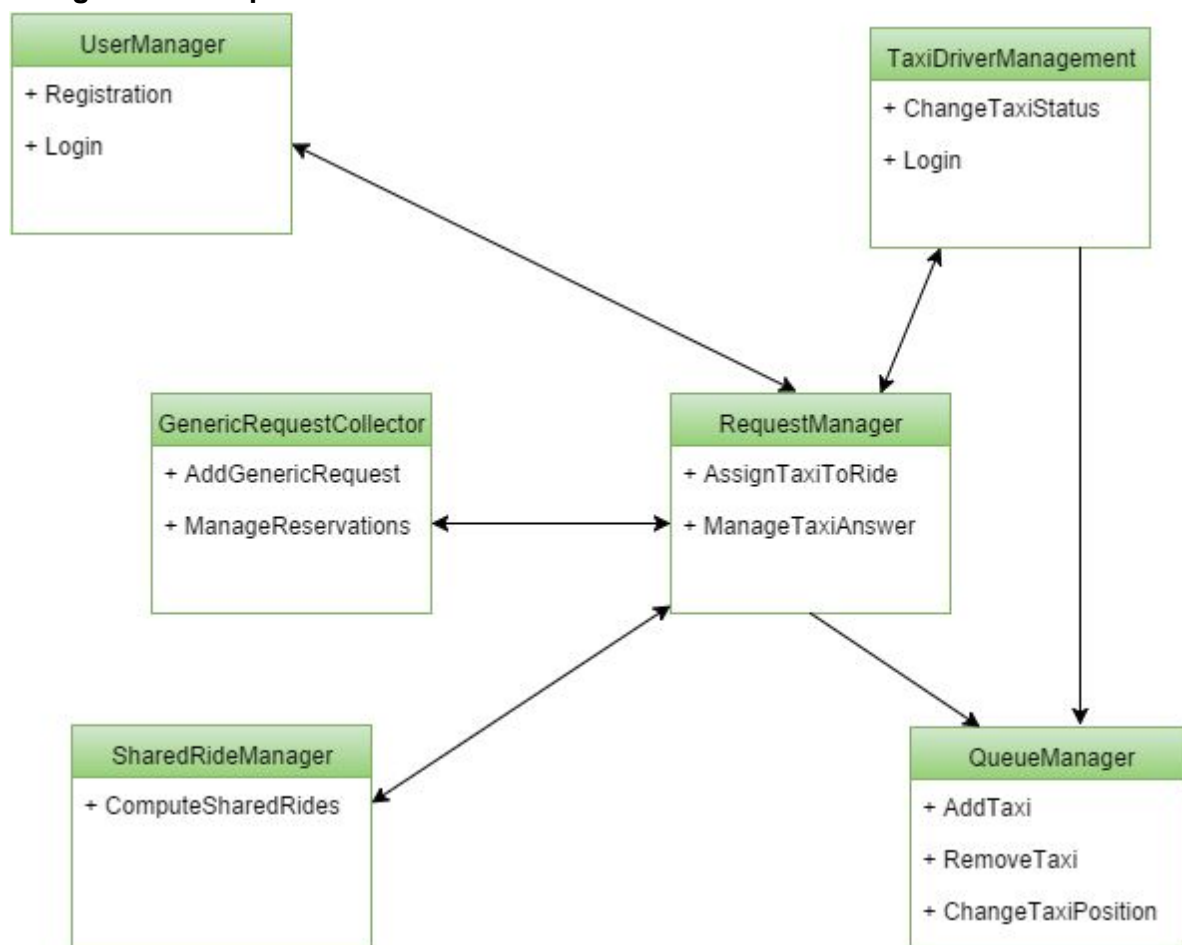 UserManager
+ Registration
+ Login
TaxiDriverManagement
+ ChangeTaxiStatus
+ Login
GenericRequestCollector
+ AddGenericRequest
+ ManageReservations
RequestManager
+ AssignTaxiToRide
+ ManageTaxiAnswer
SharedRideManager
+ ComputeSharedRides
QueueManager
+ AddTaxi
+ RemoveTaxi
+ ChangeTaxiPosition